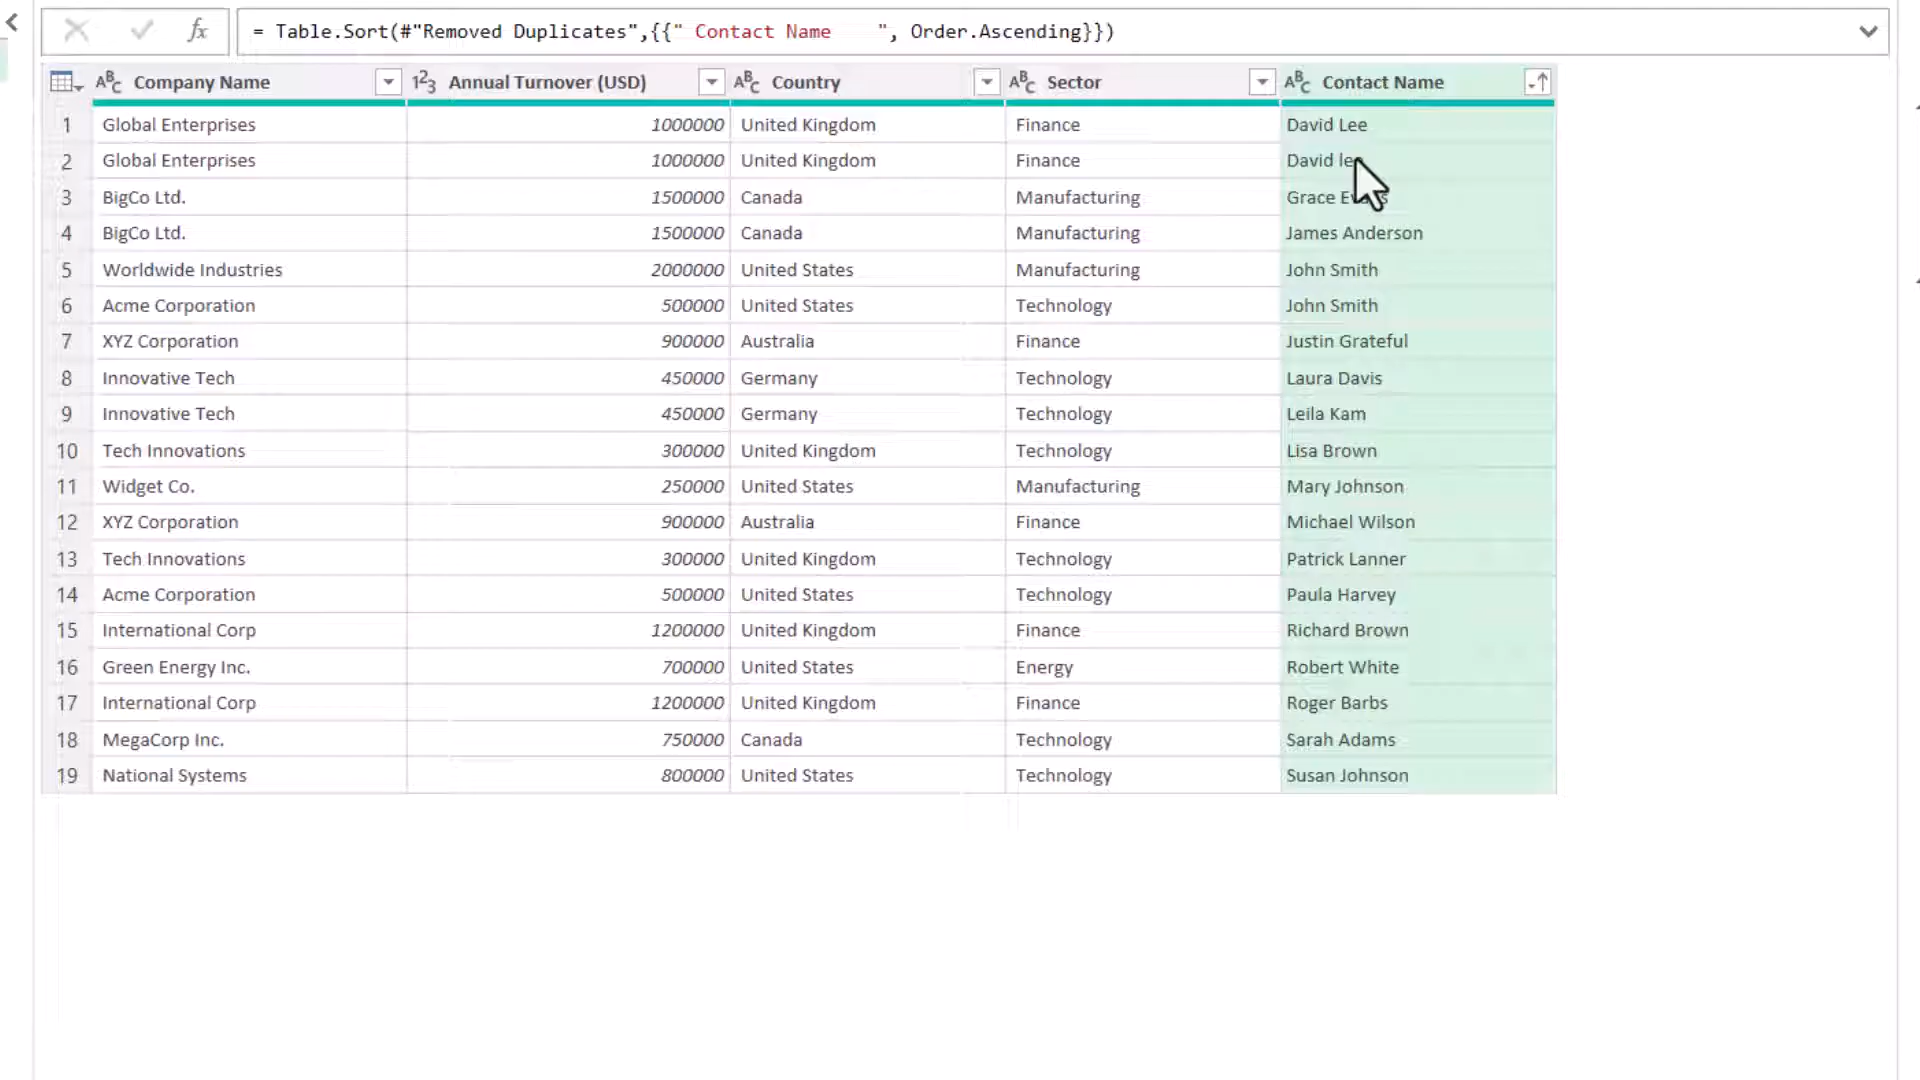 fx = Table.Sort(#"Removed Duplicates",{{" Contact Name   ", Order.Ascending}})
ABC Company Name 123 Annual Turnover (USD) ABC Country ABC Sector ABC Contact Name
1 Global Enterprises 1000000 United Kingdom Finance David Lee
2 Global Enterprises 1000000 United Kingdom Finance David lee
3 BigCo Ltd. 1500000 Canada Manufacturing Grace Evans
4 BigCo Ltd. 1500000 Canada Manufacturing James Anderson
5 Worldwide Industries 2000000 United States Manufacturing John Smith
6 Acme Corporation 500000 United States Technology John Smith
7 XYZ Corporation 900000 Australia Finance Justin Grateful
8 Innovative Tech 450000 Germany Technology Laura Davis
9 Innovative Tech 450000 Germany Technology Leila Kam
10 Tech Innovations 300000 United Kingdom Technology Lisa Brown
11 Widget Co. 250000 United States Manufacturing Mary Johnson
12 XYZ Corporation 900000 Australia Finance Michael Wilson
13 Tech Innovations 300000 United Kingdom Technology Patrick Lanner
14 Acme Corporation 500000 United States Technology Paula Harvey
15 International Corp 1200000 United Kingdom Finance Richard Brown
16 Green Energy Inc. 700000 United States Energy Robert White
17 International Corp 1200000 United Kingdom Finance Roger Barbs
18 MegaCorp Inc. 750000 Canada Technology Sarah Adams
19 National Systems 800000 United States Technology Susan Johnson